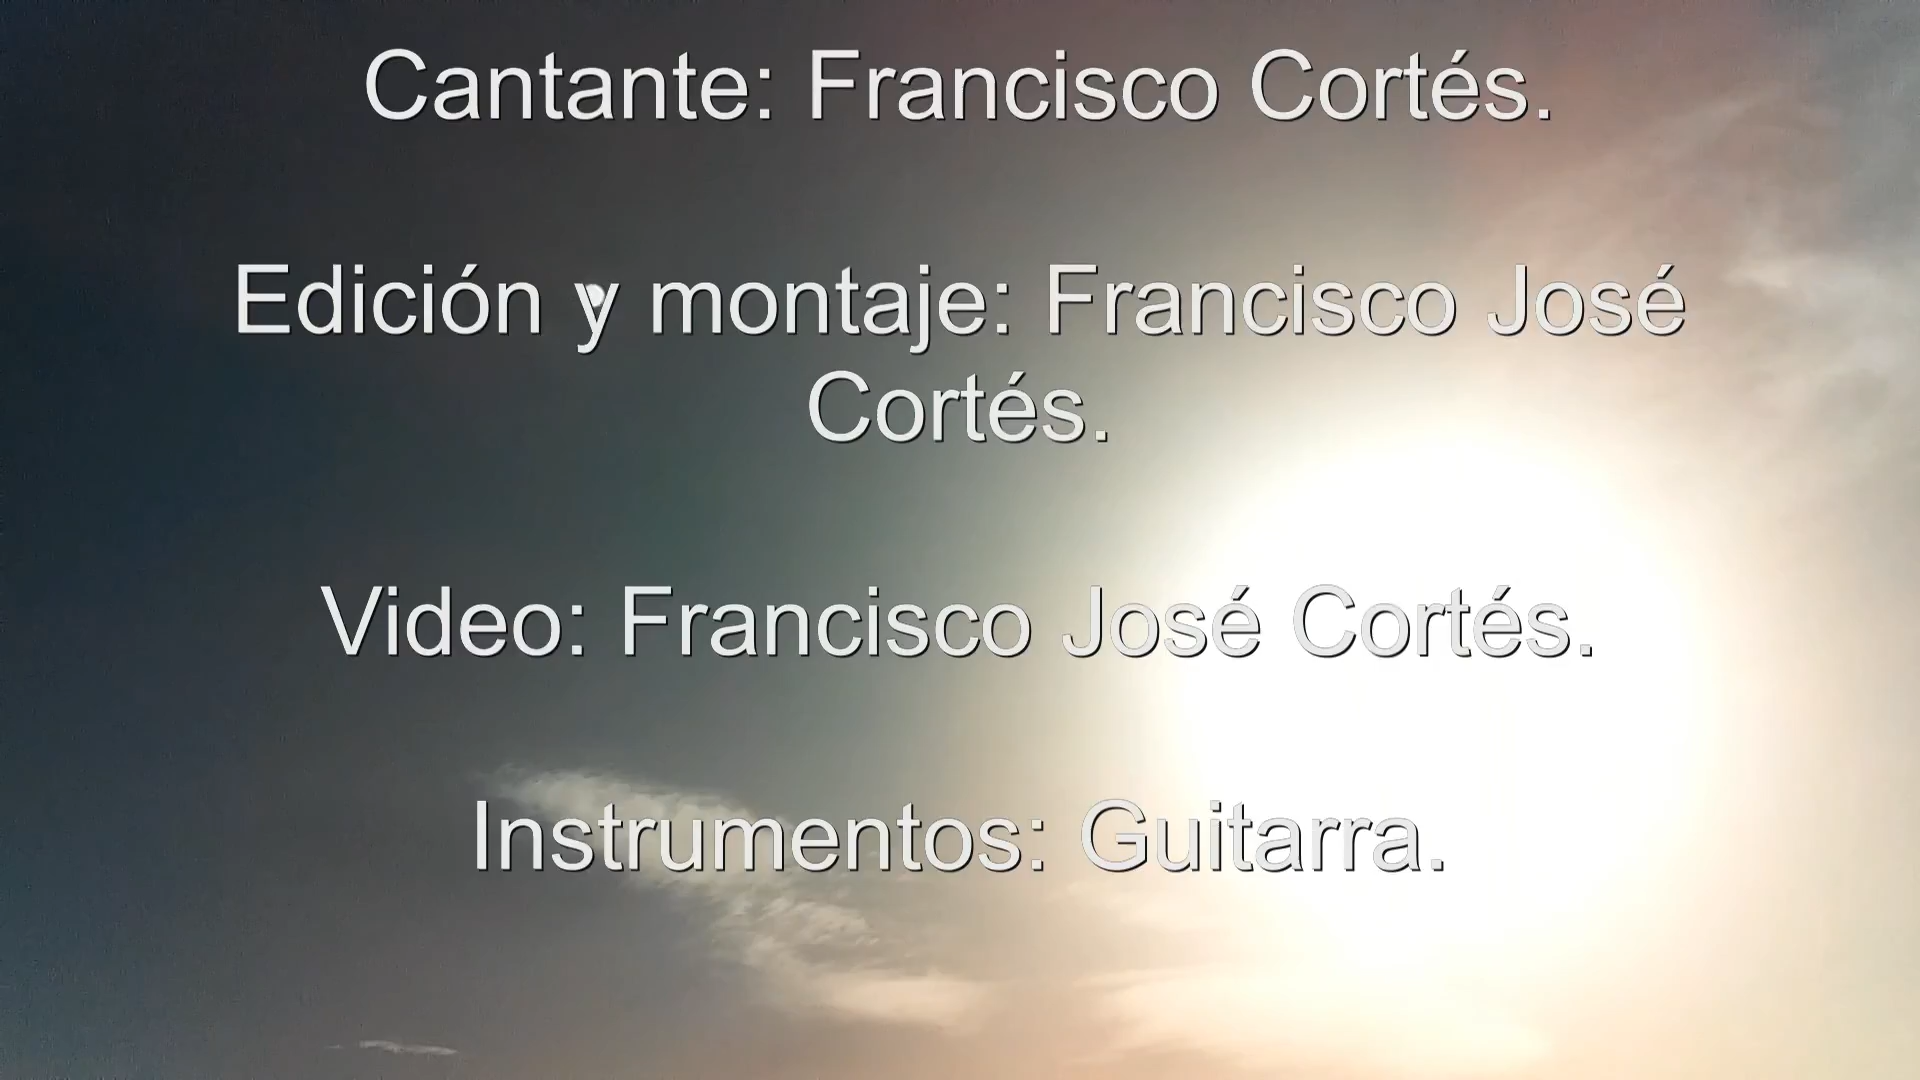 Cantante: Francisco Cortés.
Edición y montaje: Francisco José
Cortés.
Video: Francisco José Cortés.
Instrumentos: Guitarra.